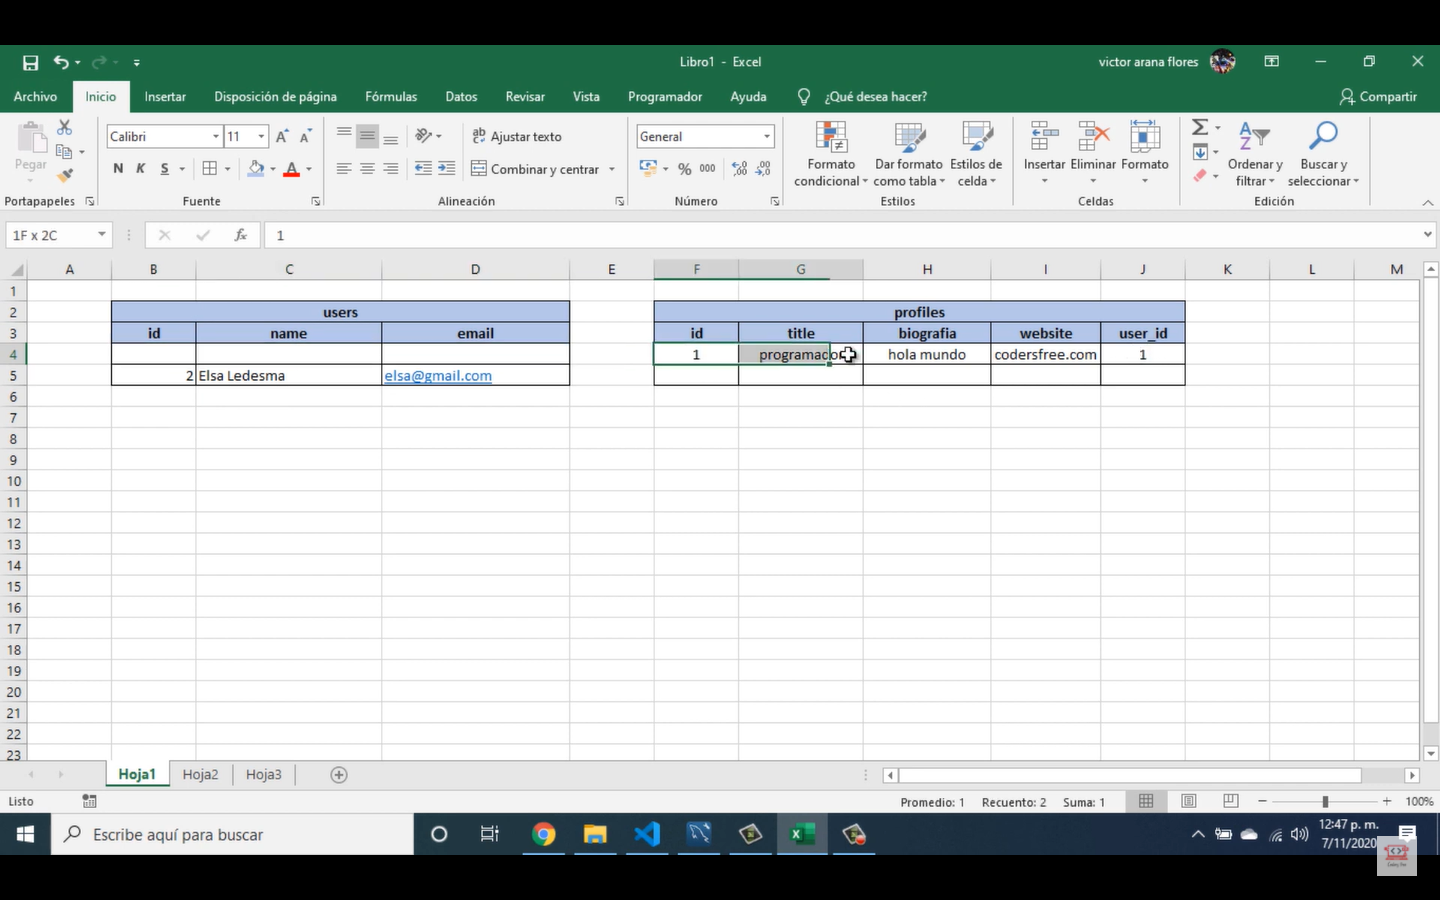 Libro1 - Excel
victor arana flores
Archivo Inicio Insertar Disposición de página Fórmulas Datos Revisar Vista Programador Ayuda ¿Qué desea hacer? Compartir
Pegar
Calibri 11
N K S
Ajustar texto
Combinar y centrar
General
% 000
Formato condicional
Dar formato como tabla
Estilos de celda
Insertar Eliminar Formato
Ordenar y filtrar
Buscar y seleccionar
Portapapeles Fuente Alineación Número Estilos Celdas Edición
1F x 2C fx 1
A B C D E F G H I J K L M
1
2 users profiles
3 id name email id title biografia website user_id
4 1 programador hola mundo codersfree.com 1
5 2 Elsa Ledesma elsa@gmail.com
6
7
8
9
10
11
12
13
14
15
16
17
18
19
20
21
22
23
Hoja1 Hoja2 Hoja3
Listo Promedio: 1 Recuento: 2 Suma: 1 100%
Escribe aquí para buscar
12:47 p. m.
7/11/2020